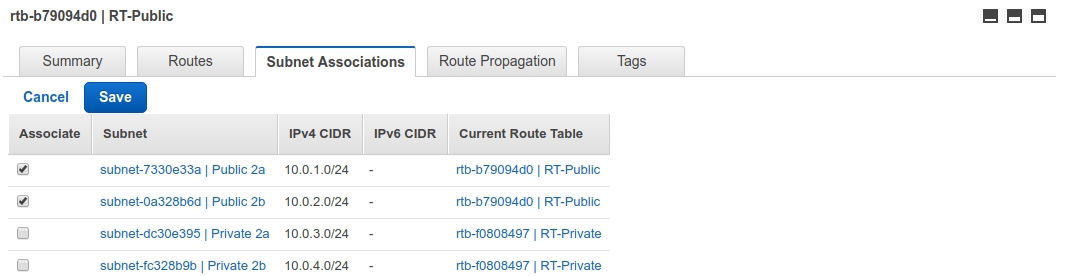 rtb-b79094d0 | RT-Public
Summary Routes Subnet Associations Route Propagation Tags
Cancel Save
Associate Subnet IPv4 CIDR IPv6 CIDR Current Route Table
subnet-7330e33a | Public 2a 10.0.1.0/24 - rtb-b79094d0 | RT-Public
subnet-0a328b6d | Public 2b 10.0.2.0/24 - rtb-b79094d0 | RT-Public
subnet-dc30e395 | Private 2a 10.0.3.0/24 - rtb-f0808497 | RT-Private
subnet-fc328b9b | Private 2b 10.0.4.0/24 - rtb-f0808497 | RT-Private